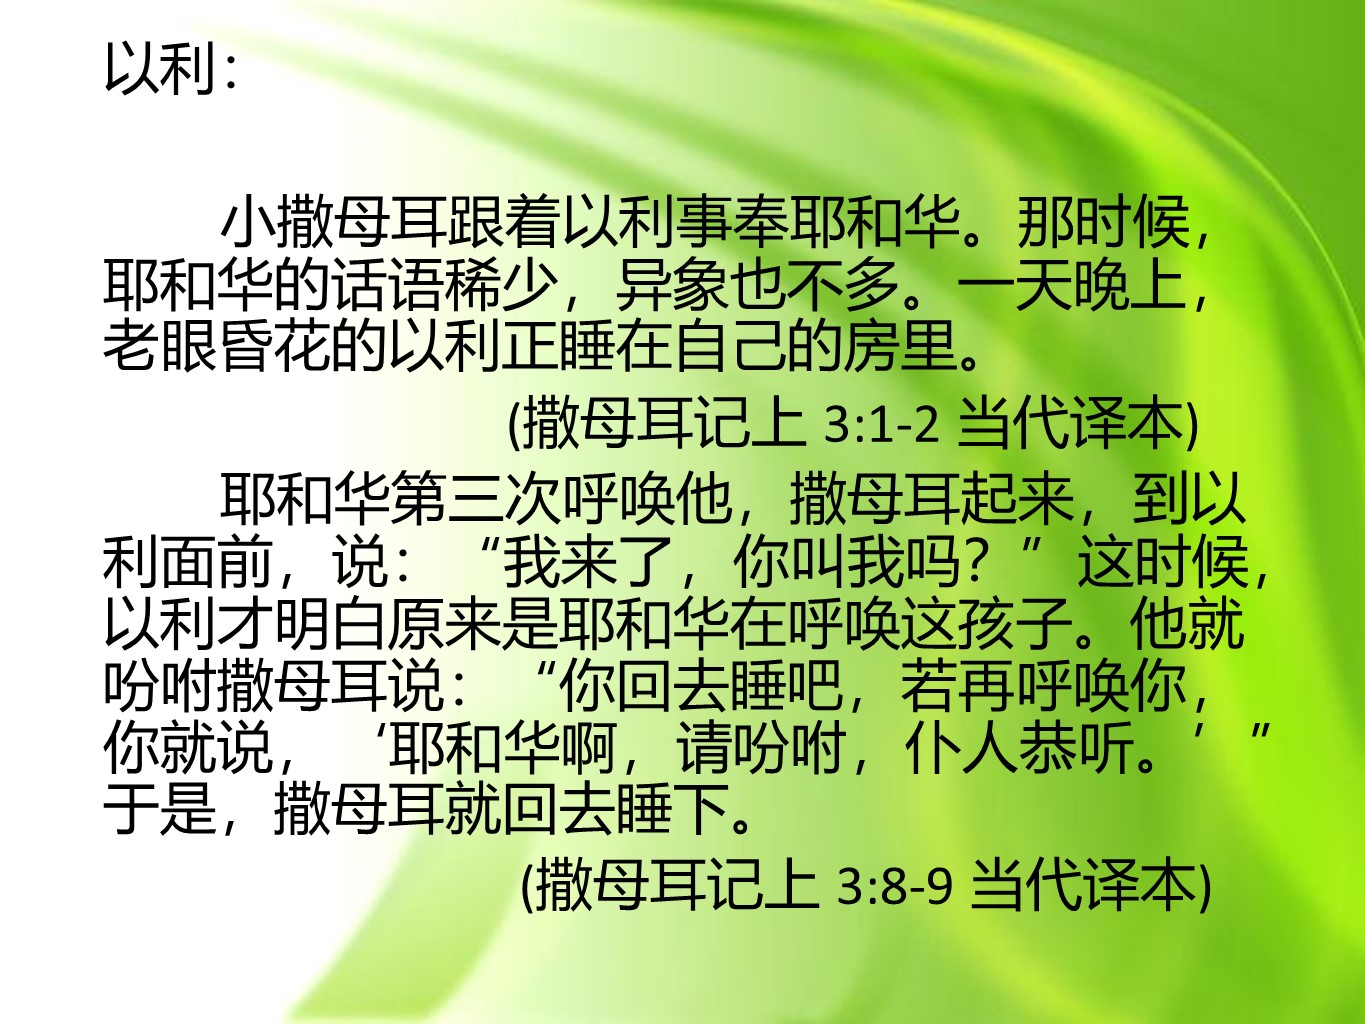 以利：
小撒母耳跟着以利事奉耶和华。那时候，
耶和华的话语稀少，异象也不多。一天晚上，
老眼昏花的以利正睡在自己的房里。
(撒母耳记上 3:1-2 当代译本)
耶和华第三次呼唤他，撒母耳起来，到以
利面前，说：“我来了，你叫我吗？”这时候，
以利才明白原来是耶和华在呼唤这孩子。他就
吩咐撒母耳说：“你回去睡吧，若再呼唤你，
你就说，‘耶和华啊，请吩咐，仆人恭听。’”
于是，撒母耳就回去睡下。
(撒母耳记上 3:8-9 当代译本)